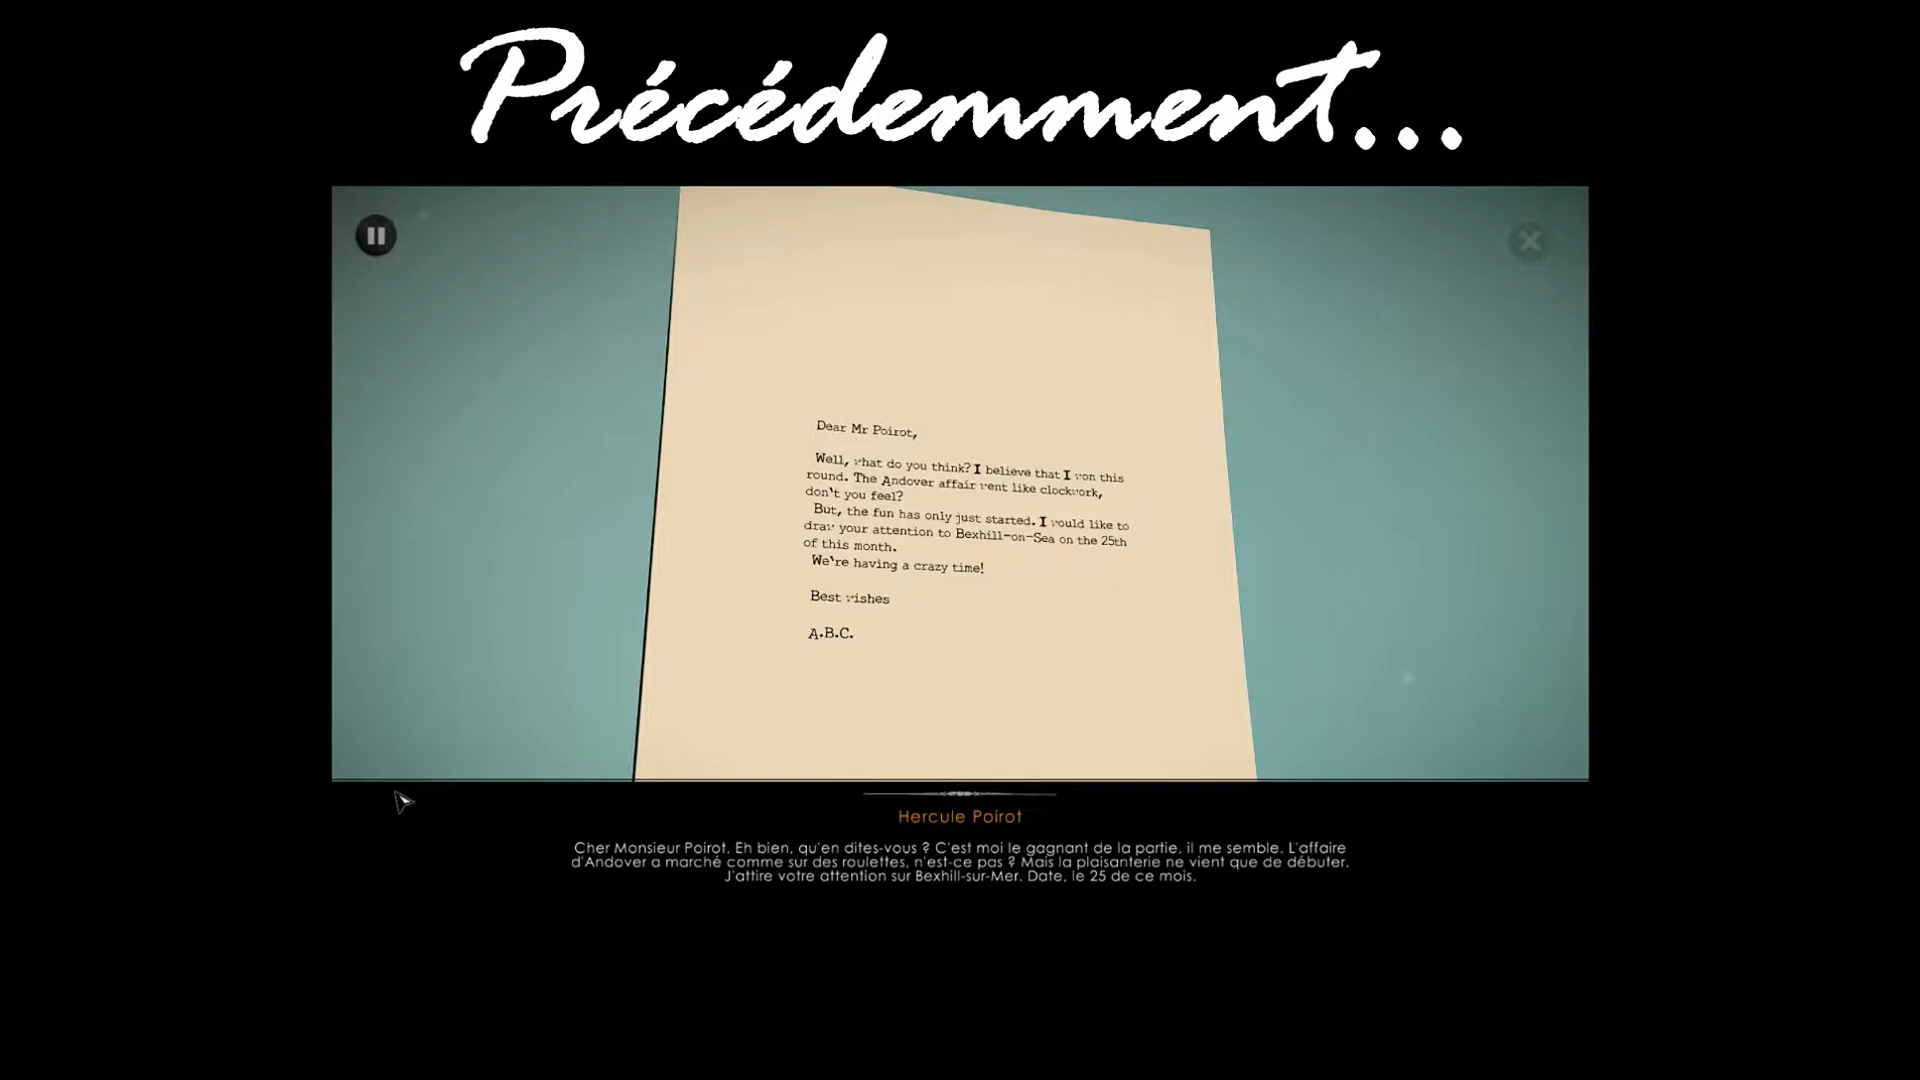 Précédemment...
Dear Mr Poirot,
Well, what do you think? I believe that I won this
round. The Andover affair went like clockwork,
don't you feel?
But, the fun has only just started. I would like to
draw your attention to Bexhill-on-Sea on the 25th
of this month.
We're having a crazy time!
Best wishes
A.B.C.
Hercule Poirot
Cher Monsieur Poirot. Eh bien, qu'en dites-vous ? C'est moi le gagnant de la partie, il me semble. L'affaire
d'Andover a marché comme sur des roulettes, n'est-ce pas ? Mais la plaisanterie ne vient que de débuter.
J'attire votre attention sur Bexhill-sur-Mer. Date, le 25 de ce mois.